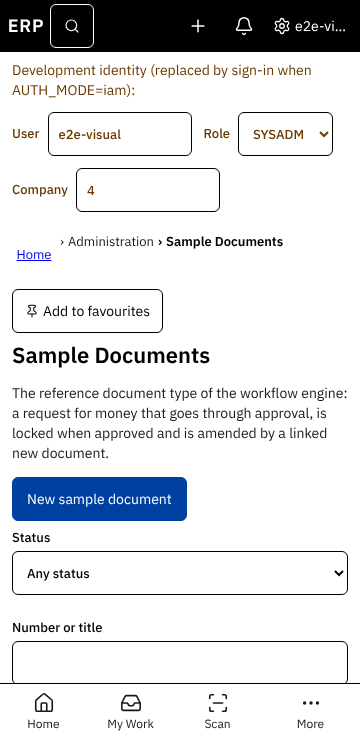 ERP
e2e-vi...
Development identity (replaced by sign-in when
AUTH_MODE=iam):
User e2e-visual Role SYSADM
Company 4
Home › Administration › Sample Documents
Add to favourites
Sample Documents
The reference document type of the workflow engine:
a request for money that goes through approval, is
locked when approved and is amended by a linked
new document.
New sample document
Status
Any status
Number or title
Home My Work Scan More